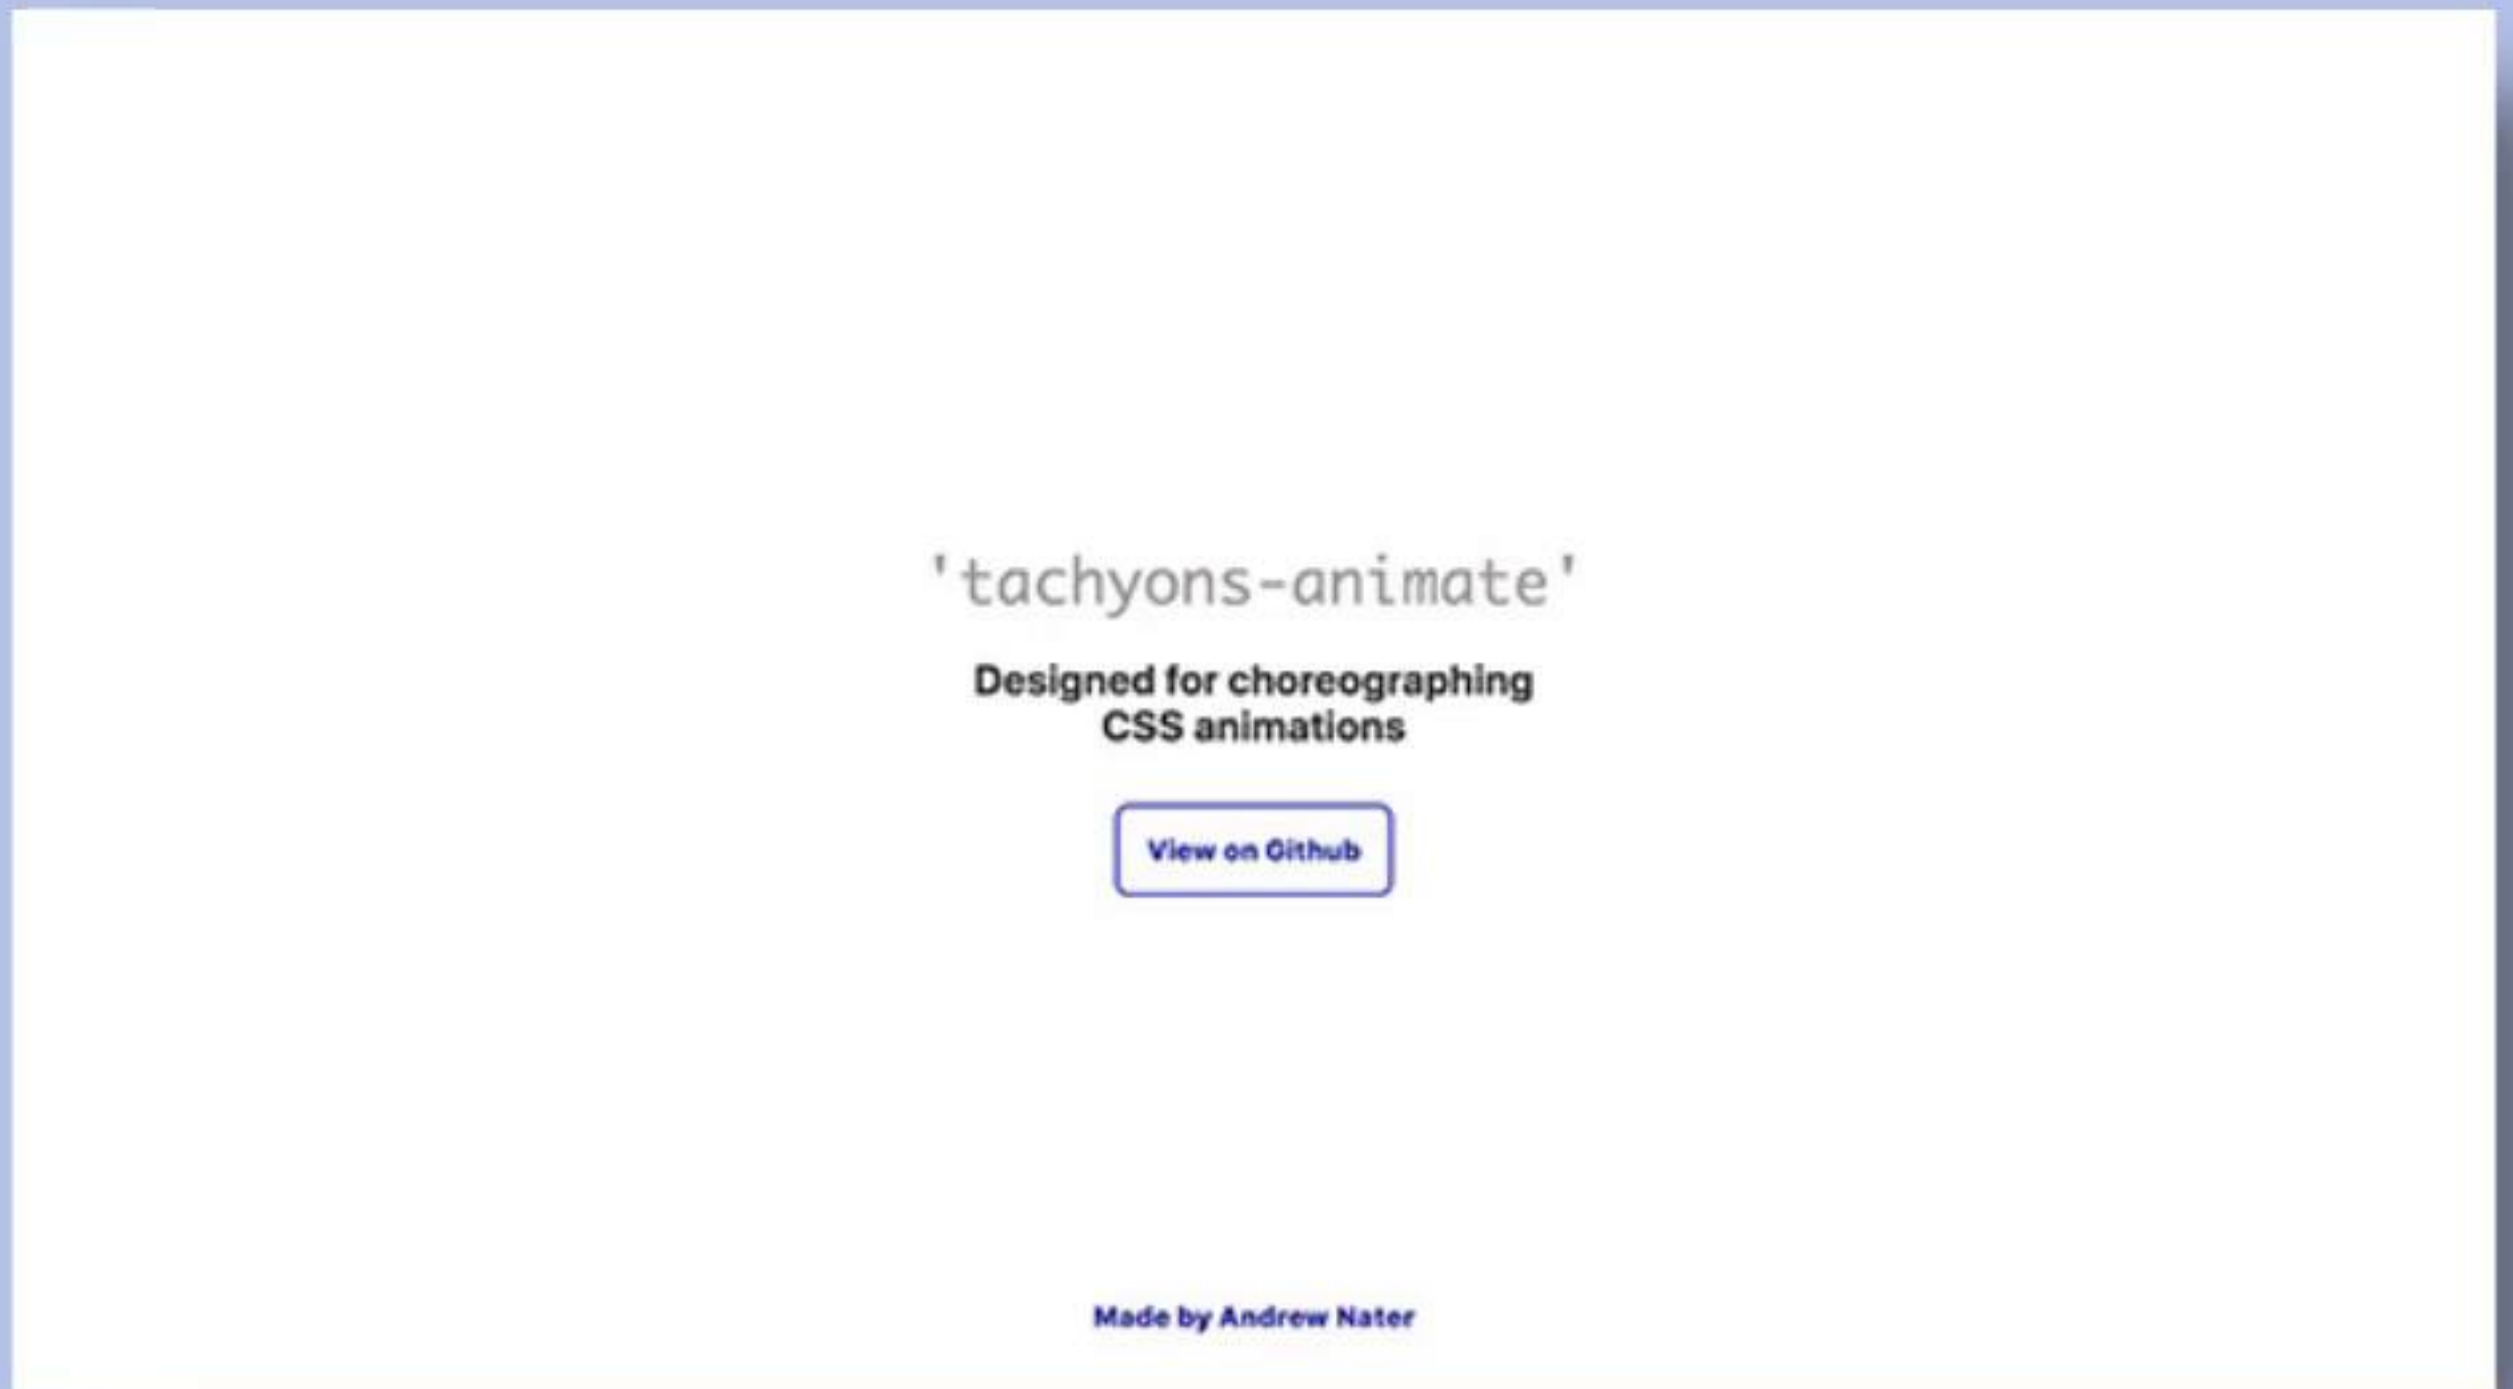 'tachyons-animate'
Designed for choreographing
CSS animations
View on Github
Made by Andrew Nater